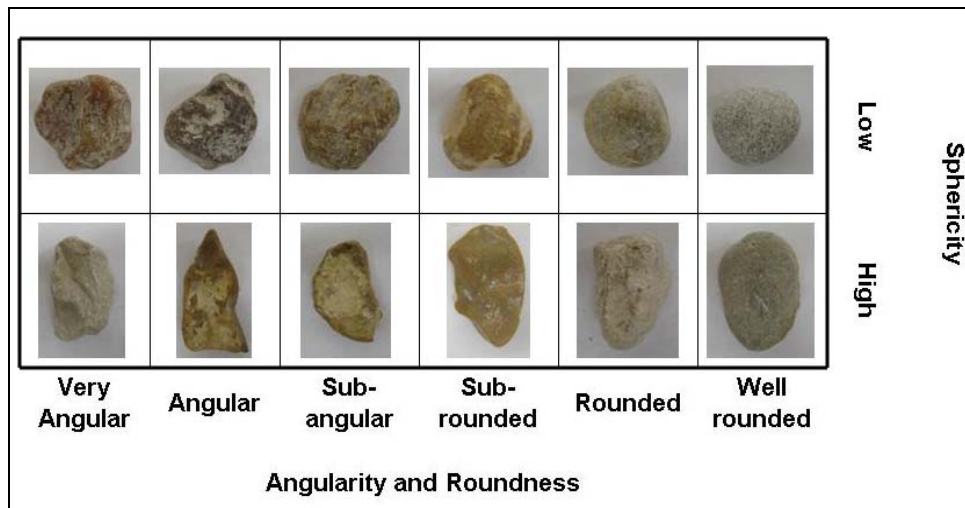 Low
High
Sphericity
Very
Angular
Angular
Sub-
angular
Sub-
rounded
Rounded
Well
rounded
Angularity and Roundness